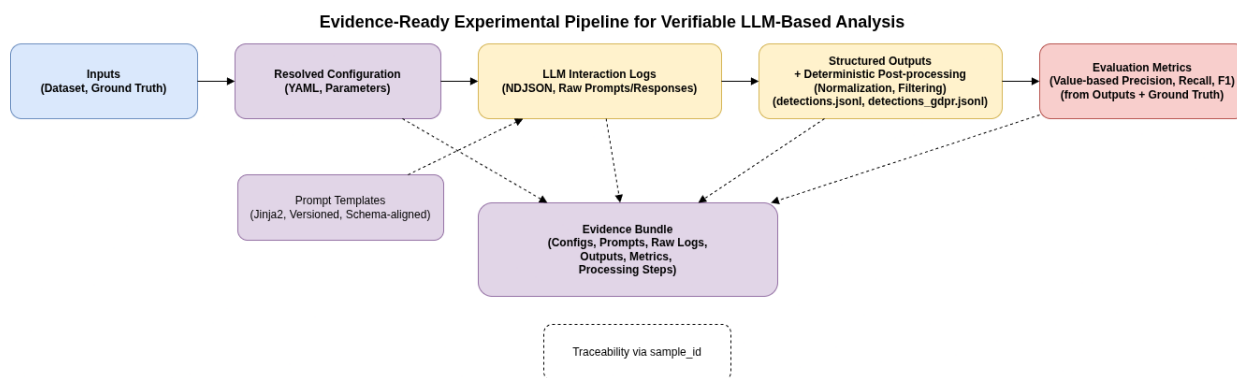 Evidence-Ready Experimental Pipeline for Verifiable LLM-Based Analysis
Inputs
(Dataset, Ground Truth)
Resolved Configuration
(YAML, Parameters)
LLM Interaction Logs
(NDJSON, Raw Prompts/Responses)
Structured Outputs
+ Deterministic Post-processing
(Normalization, Filtering)
(detections.jsonl, detections_gdpr.jsonl)
Evaluation Metrics
(Value-based Precision, Recall, F1)
(from Outputs + Ground Truth)
Prompt Templates
(Jinja2, Versioned, Schema-aligned)
Evidence Bundle
(Configs, Prompts, Raw Logs,
Outputs, Metrics,
Processing Steps)
Traceability via sample_id